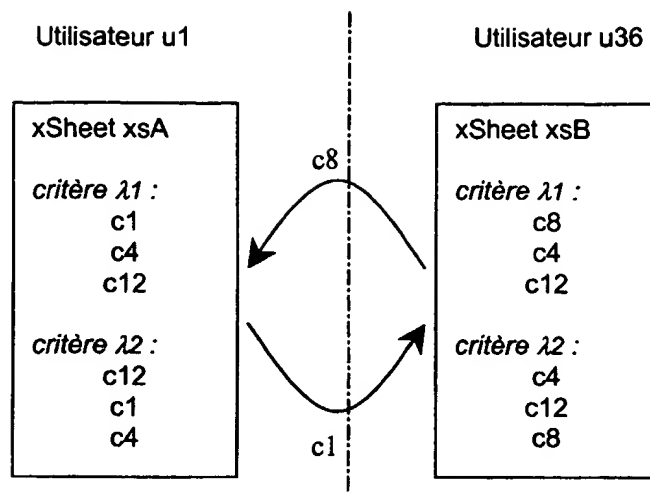 Utilisateur u1
xSheet xsA
critère λ1 :
c1
c4
c12
critère λ2 :
c12
c1
c4
c8
c1
Utilisateur u36
xSheet xsB
critère λ1 :
c8
c4
c12
critère λ2 :
c4
c12
c8